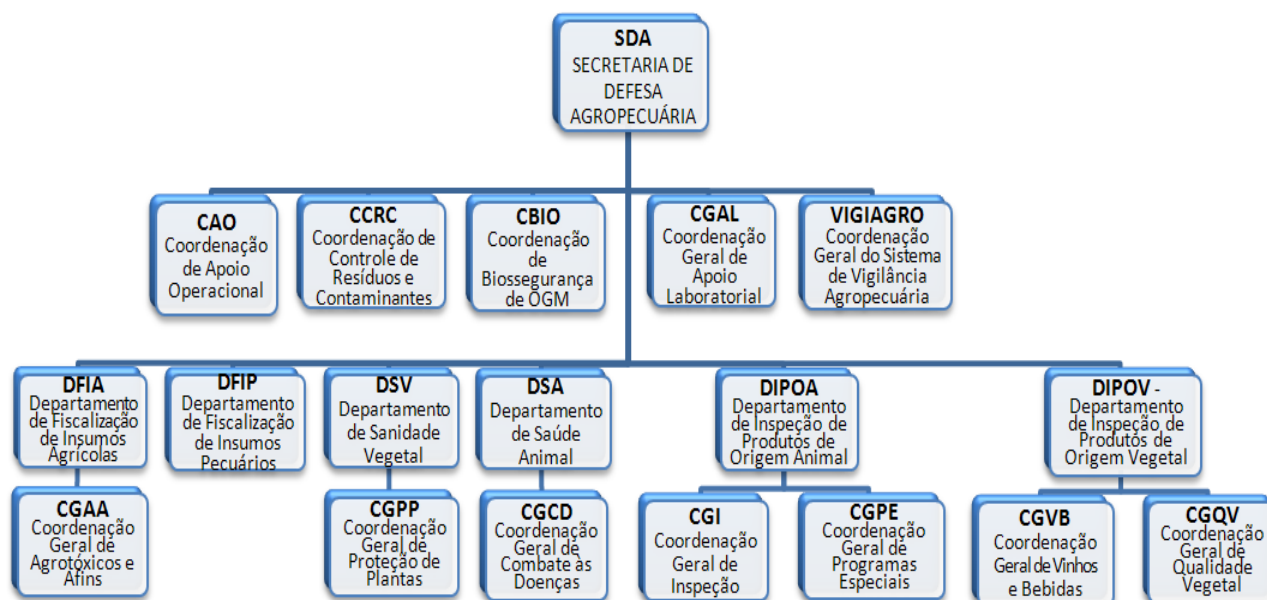 SDA
SECRETARIA DE
DEFESA
AGROPECUÁRIA
CAO
Coordenação
de Apoio
Operacional
CCRC
Coordenação de
Controle de
Resíduos e
Contaminantes
CBIO
Coordenação
de
Biossegurança
de OGM
CGAL
Coordenação
Geral de
Apoio
Laboratorial
VIGIAGRO
Coordenação
Geral do Sistema
de Vigilância
Agropecuária
DFIA
Departamento
de Fiscalização
de Insumos
Agrícolas
DFIP
Departamento
de Fiscalização
de Insumos
Pecuários
DSV
Departamento
de Sanidade
Vegetal
DSA
Departamento
de Saúde
Animal
DIPOA
Departamento
de Inspeção de
Produtos de
Origem Animal
DIPOV -
Departamento
de Inspeção de
Produtos de
Origem Vegetal
CGAA
Coordenação
Geral de
Agrotóxicos e
Afins
CGPP
Coordenação
Geral de
Proteção de
Plantas
CGCD
Coordenação
Geral de
Combate às
Doenças
CGI
Coordenação
Geral de
Inspeção
CGPE
Coordenação
Geral de
Programas
Especiais
CGVB
Coordenação
Geral de Vinhos
e Bebidas
CGQV
Coordenação
Geral de
Qualidade
Vegetal